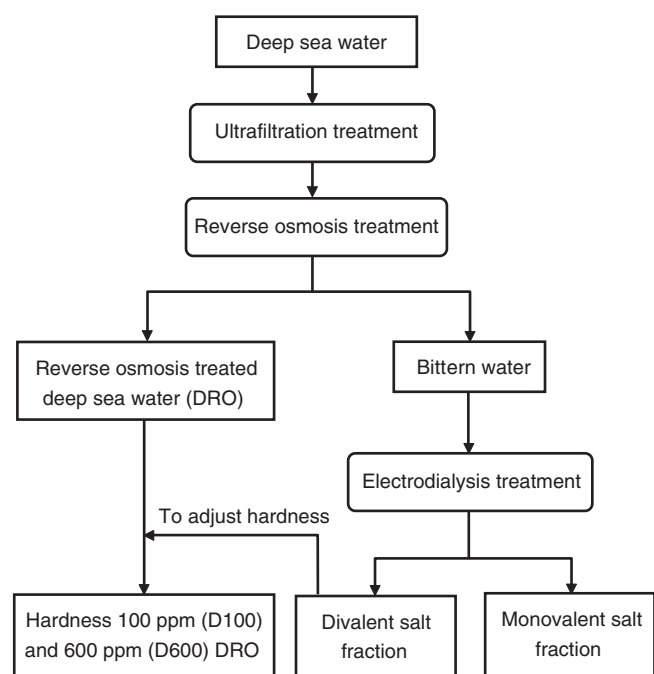 Deep sea water
Ultrafiltration treatment
Reverse osmosis treatment
Reverse osmosis treated
deep sea water (DRO)
Bittern water
Electrodialysis treatment
To adjust hardness
Hardness 100 ppm (D100)
and 600 ppm (D600) DRO
Divalent salt
fraction
Monovalent salt
fraction